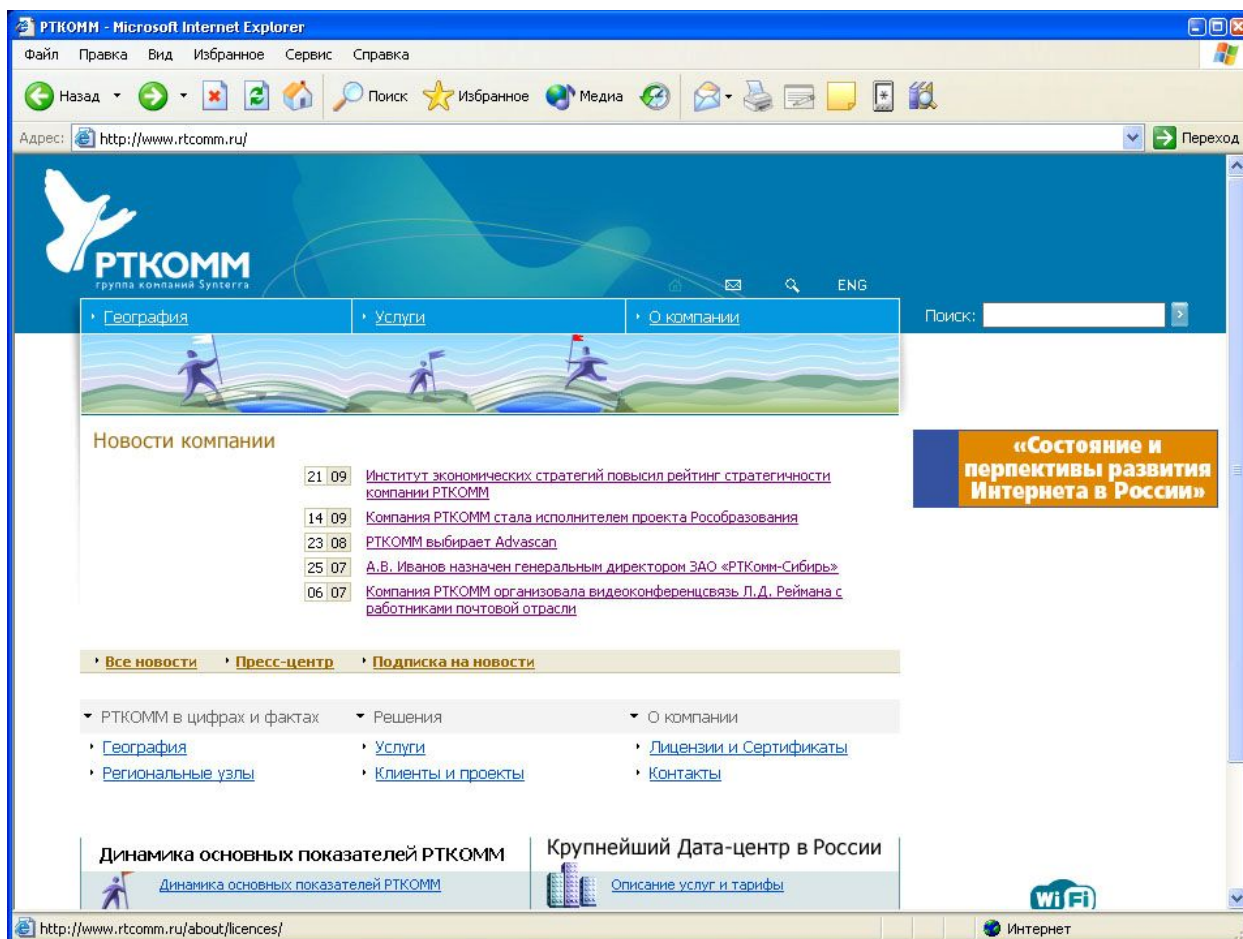 РТКОММ - Microsoft Internet Explorer
Файл Правка Вид Избранное Сервис Справка
Назад Поиск Избранное Медиа
Адрес: http://www.rtcomm.ru/ Переход
РТКОММ
группа компаний Synterra
ENG
География Услуги О компании Поиск:
Новости компании
«Состояние и
перпективы развития
Интернета в России»
21 09 Институт экономических стратегий повысил рейтинг стратегичности
компании РТКОММ
14 09 Компания РТКОММ стала исполнителем проекта Рособразования
23 08 РТКОММ выбирает Advascan
25 07 А.В. Иванов назначен генеральным директором ЗАО «РТКомм-Сибирь»
06 07 Компания РТКОММ организовала видеоконференцсвязь Л.Д. Реймана с
работниками почтовой отрасли
Все новости Пресс-центр Подписка на новости
РТКОММ в цифрах и фактах Решения О компании
География Услуги Лицензии и Сертификаты
Региональные узлы Клиенты и проекты Контакты
Динамика основных показателей РТКОММ Крупнейший Дата-центр в России
Динамика основных показателей РТКОММ Описание услуг и тарифы
Wi Fi
http://www.rtcomm.ru/about/licences/ Интернет